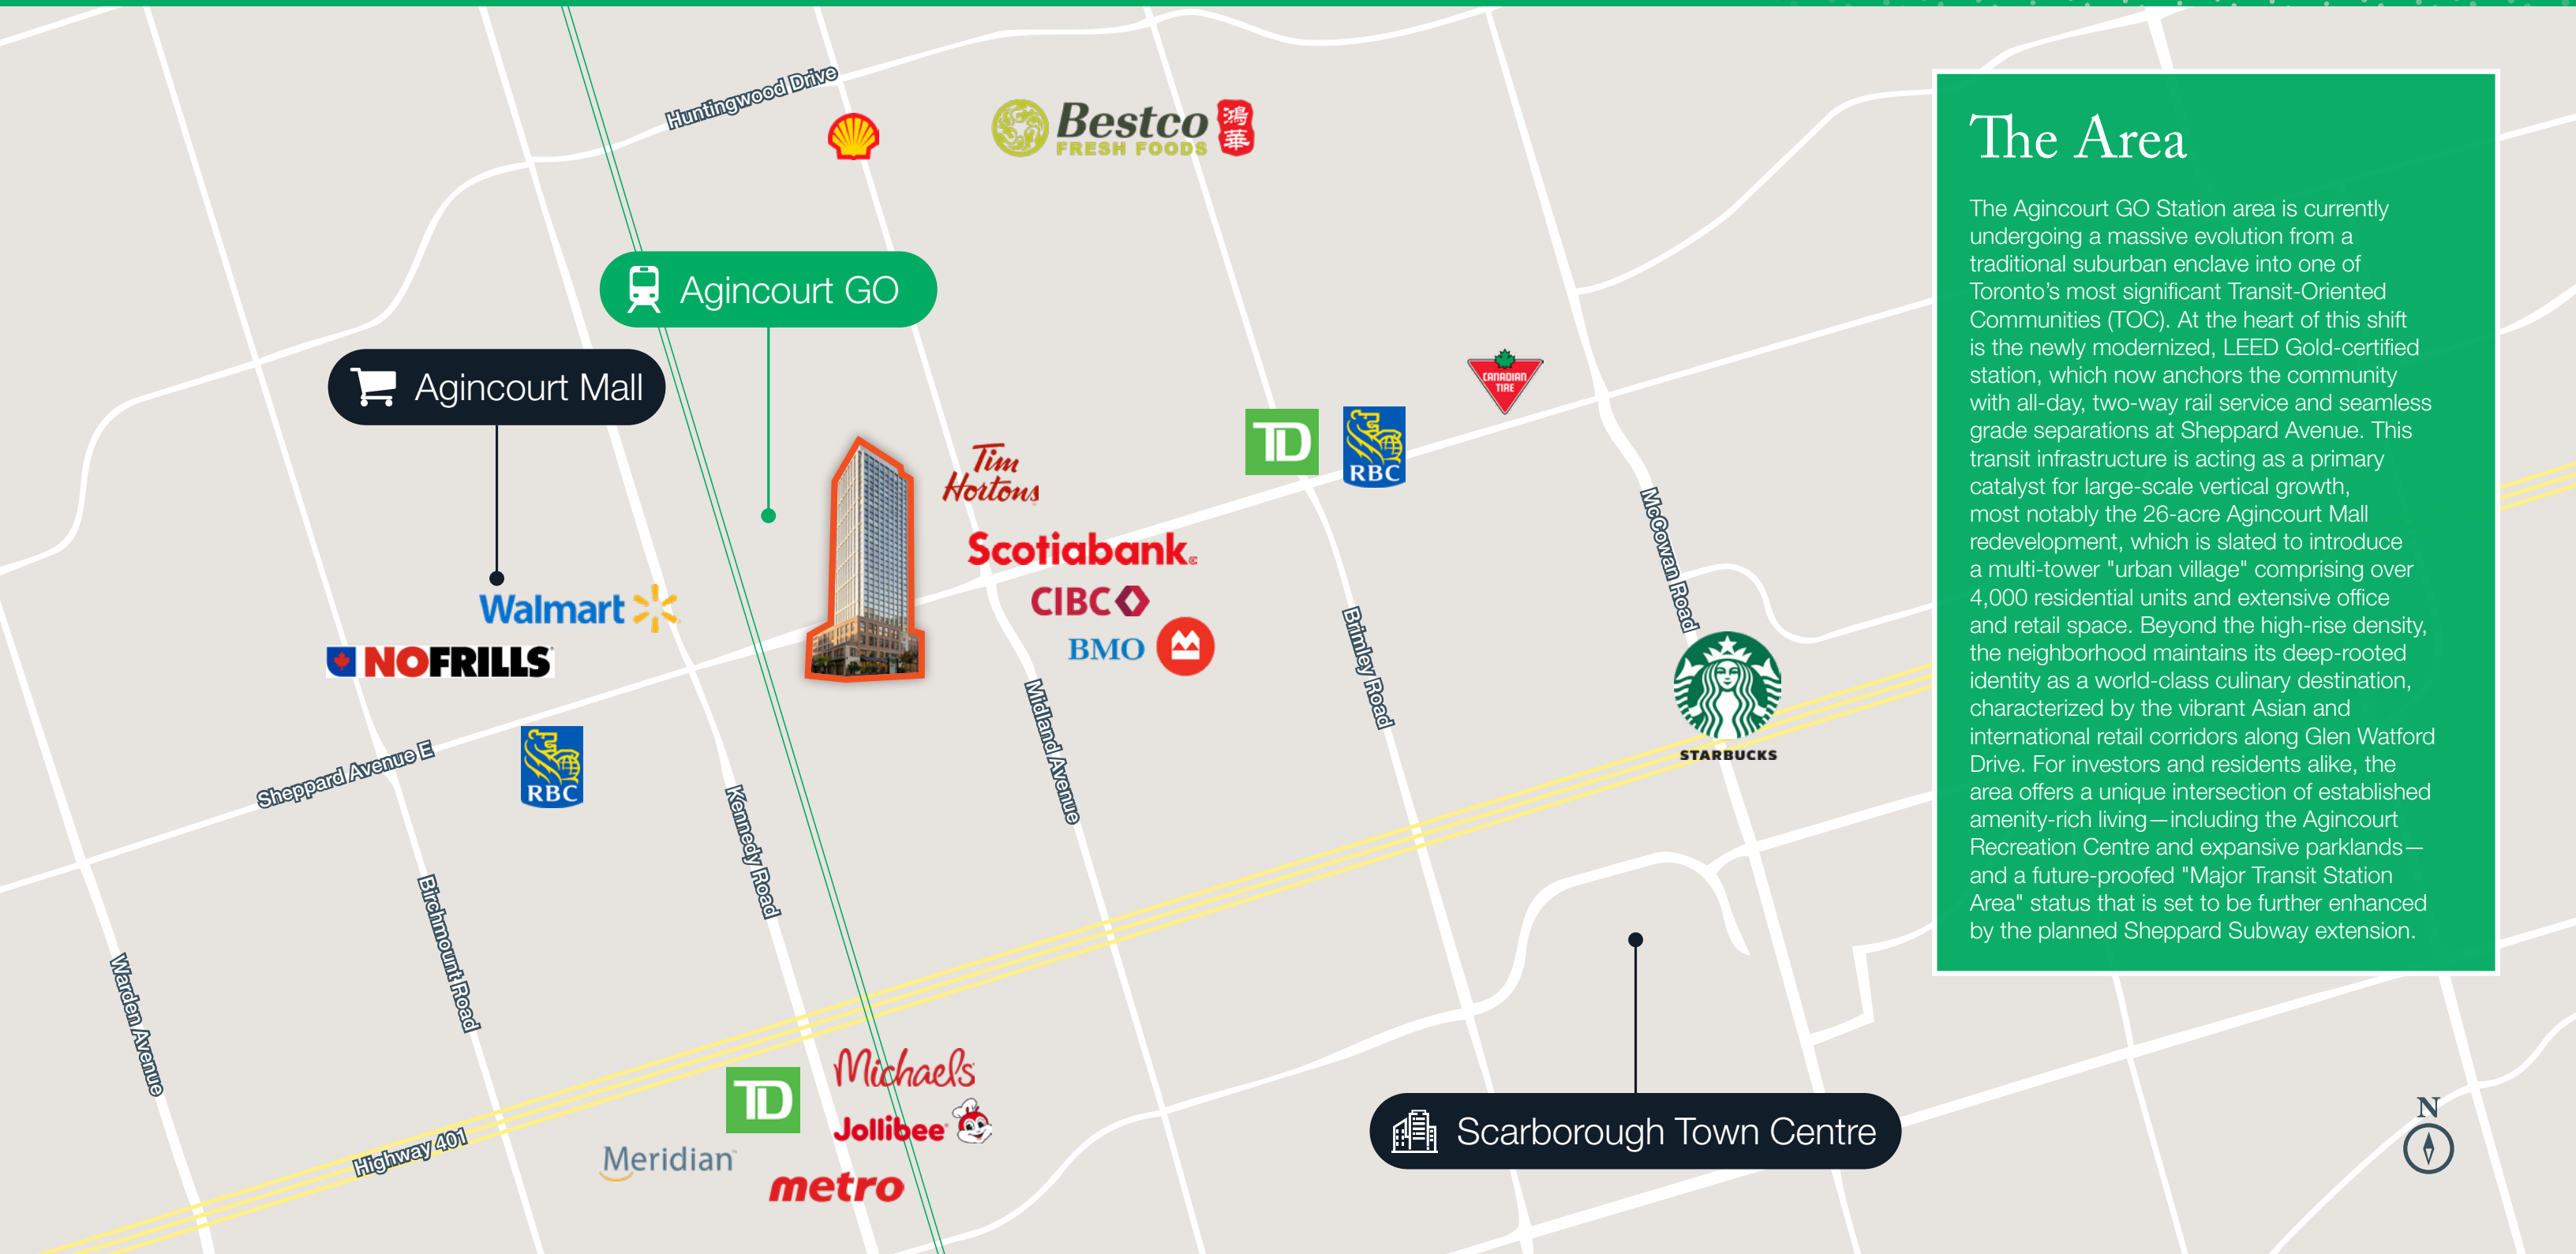 Huntingwood Drive
Bestco
FRESH FOODS
鴻華
Agincourt GO
Agincourt Mall
CANADIAN
TIRE
TD
RBC
Tim
Hortons
Scotiabank
CIBC
BMO
Walmart
NOFRILLS
RBC
Sheppard Avenue E
McCowan Road
Brimley Road
Midland Avenue
Kennedy Road
Birchmount Road
Warden Avenue
STARBUCKS
Highway 401
TD
Michaels
Jollibee
Meridian
metro
Scarborough Town Centre
N
The Area
The Agincourt GO Station area is currently
undergoing a massive evolution from a
traditional suburban enclave into one of
Toronto’s most significant Transit-Oriented
Communities (TOC). At the heart of this shift
is the newly modernized, LEED Gold-certified
station, which now anchors the community
with all-day, two-way rail service and seamless
grade separations at Sheppard Avenue. This
transit infrastructure is acting as a primary
catalyst for large-scale vertical growth,
most notably the 26-acre Agincourt Mall
redevelopment, which is slated to introduce
a multi-tower "urban village" comprising over
4,000 residential units and extensive office
and retail space. Beyond the high-rise density,
the neighborhood maintains its deep-rooted
identity as a world-class culinary destination,
characterized by the vibrant Asian and
international retail corridors along Glen Watford
Drive. For investors and residents alike, the
area offers a unique intersection of established
amenity-rich living—including the Agincourt
Recreation Centre and expansive parklands—
and a future-proofed "Major Transit Station
Area" status that is set to be further enhanced
by the planned Sheppard Subway extension.